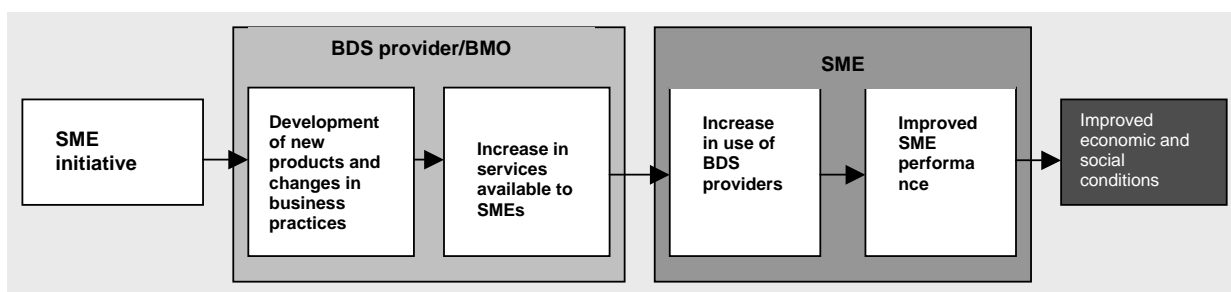 BDS provider/BMO
SME
SME
initiative
Development
of new
products and
changes in
business
practices
Increase in
services
available to
SMEs
Increase
in use of
BDS
providers
Improved
SME
performa
nce
Improved
economic and
social
conditions